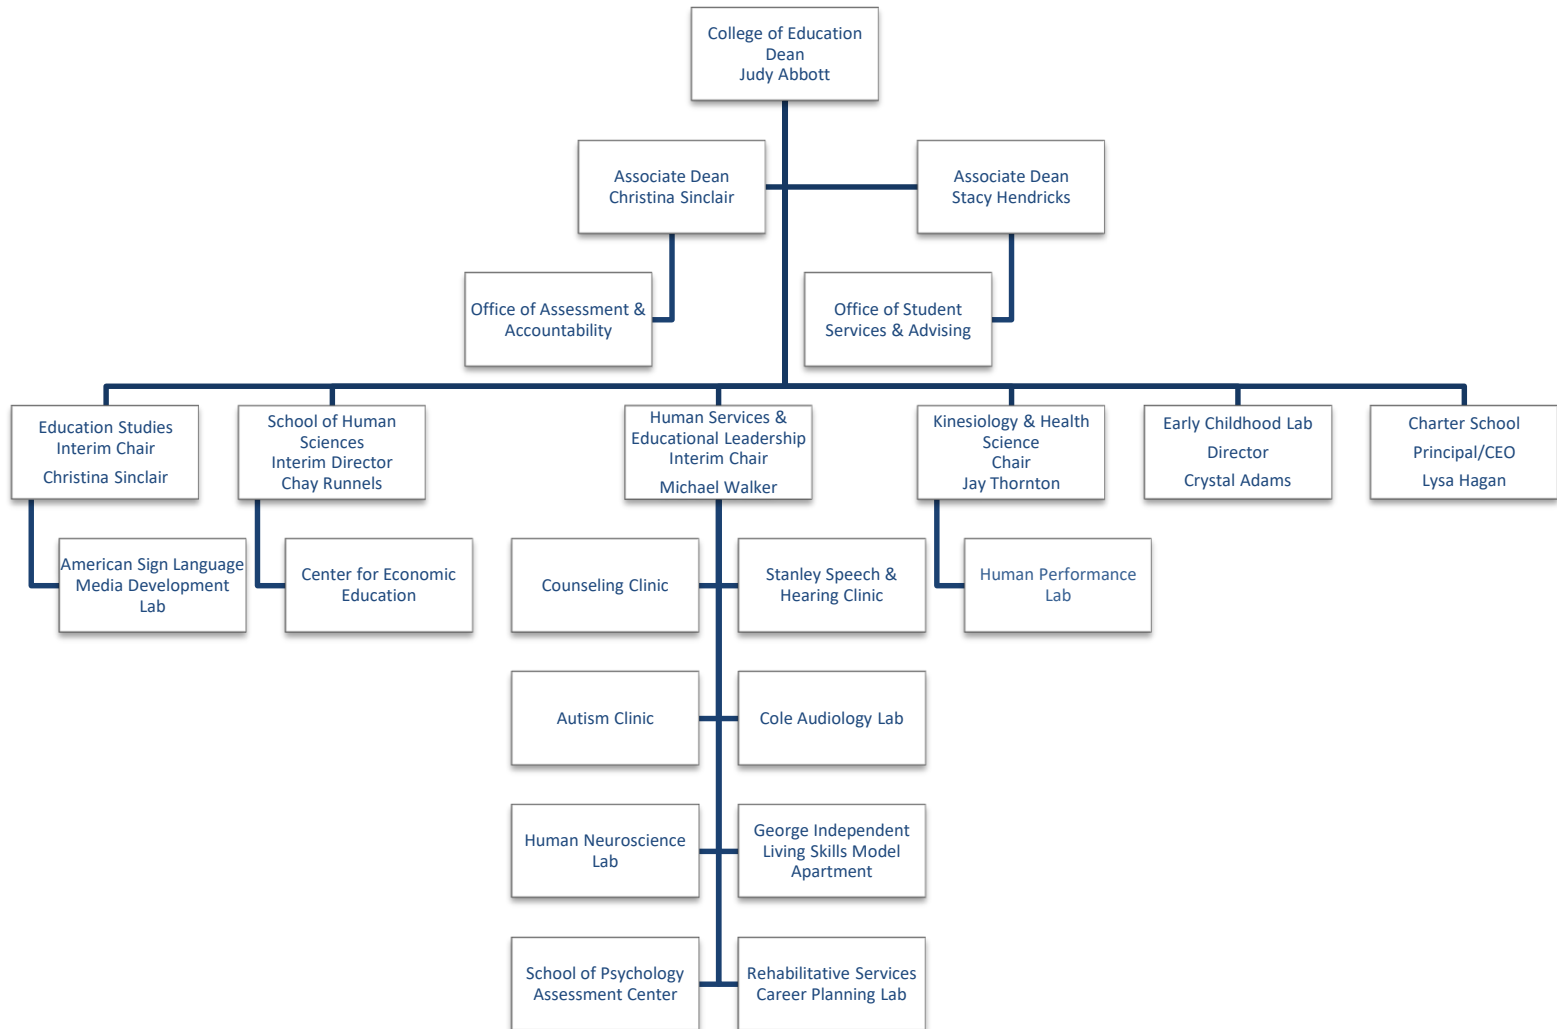 College of Education
Dean
Judy Abbott
Associate Dean
Christina Sinclair
Associate Dean
Stacy Hendricks
Office of Assessment &
Accountability
Office of Student
Services & Advising
Education Studies
Interim Chair
Christina Sinclair
School of Human
Sciences
Interim Director
Chay Runnels
Human Services &
Educational Leadership
Interim Chair
Michael Walker
Kinesiology & Health
Science
Chair
Jay Thornton
Early Childhood Lab
Director
Crystal Adams
Charter School
Principal/CEO
Lysa Hagan
American Sign Language
Media Development
Lab
Center for Economic
Education
Counseling Clinic
Stanley Speech &
Hearing Clinic
Human Performance
Lab
Autism Clinic
Cole Audiology Lab
Human Neuroscience
Lab
George Independent
Living Skills Model
Apartment
School of Psychology
Assessment Center
Rehabilitative Services
Career Planning Lab